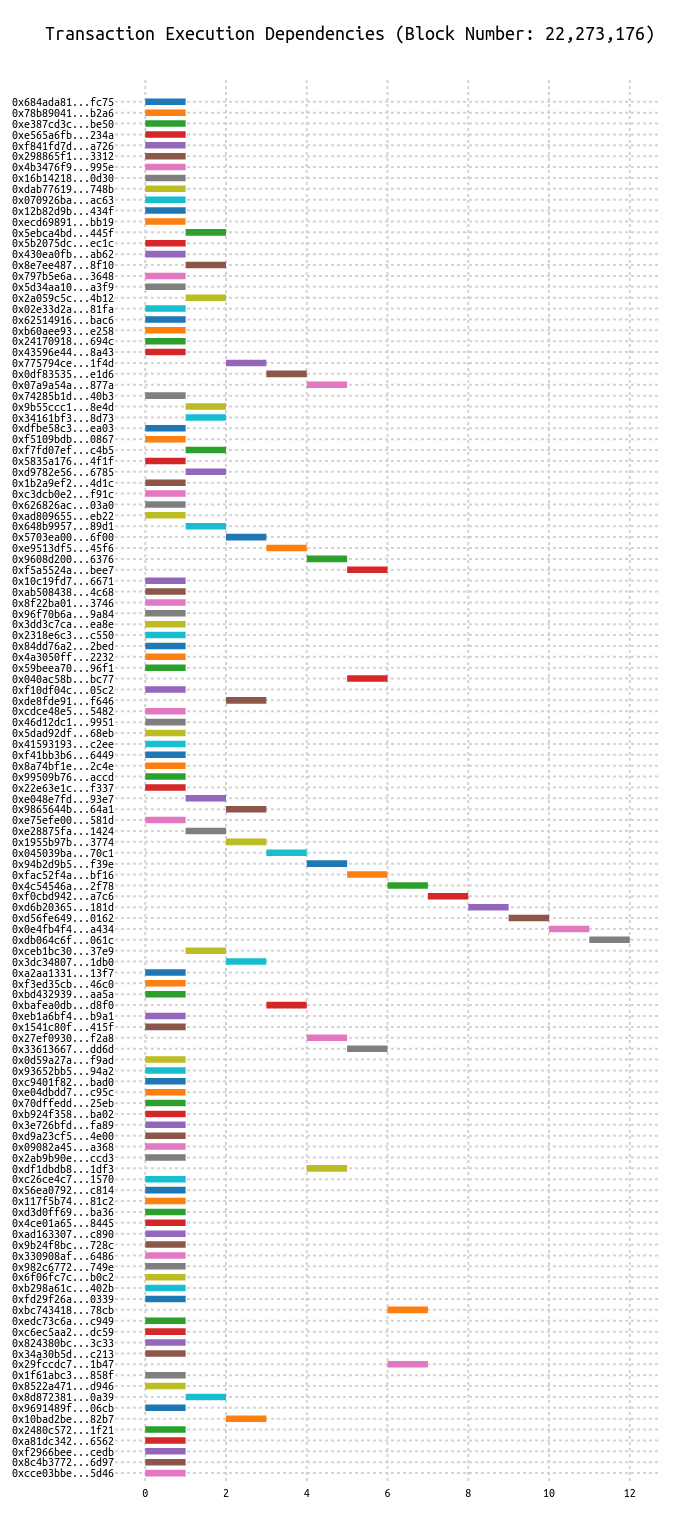 Transaction Execution Dependencies (Block Number: 22,273,176)
0x684ada81...fc75
0x78b89041...b2a6
0xe387cd3c...be50
0xe565a6fb...234a
0xf841fd7d...a726
0x298865f1...3312
0x4b3476f9...995e
0x16b14218...0d30
0xdab77619...748b
0x070926ba...ac63
0x12b82d9b...434f
0xecd69891...bb19
0x5ebca4bd...445f
0x5b2075dc...ec1c
0x430ea0fb...ab62
0x8e7ee487...8f10
0x797b5e6a...3648
0x5d34aa10...a3f9
0x2a059c5c...4b12
0x02e33d2a...81fa
0x62514916...bac6
0xb60aee93...e258
0x24170918...694c
0x43596e44...8a43
0x775794ce...1f4d
0x0df83535...e1d6
0x07a9a54a...877a
0x74285b1d...40b3
0x9b55ccc1...8e4d
0x34161bf3...8d73
0xdfbe58c3...ea03
0xf5109bdb...0867
0xf7fd07ef...c4b5
0x5835a176...4f1f
0xd9782e56...6785
0x1b2a9ef2...4d1c
0xc3dcb0e2...f91c
0x626826ac...03a0
0xad809655...eb22
0x648b9957...89d1
0x5703ea00...6f00
0xe9513df5...45f6
0x9608d200...6376
0xf5a5524a...bee7
0x10c19fd7...6671
0xab508438...4c68
0x8f22ba01...3746
0x96f70b6a...9a84
0x3dd3c7ca...ea8e
0x2318e6c3...c550
0x84dd76a2...2bed
0x4a3050ff...2232
0x59beea70...96f1
0x040ac58b...bc77
0xf10df04c...05c2
0xde8fde91...f646
0xcdce48e5...5482
0x46d12dc1...9951
0x5dad92df...68eb
0x41593193...c2ee
0xf41bb3b6...6449
0x8a74bf1e...2c4e
0x99509b76...accd
0x22e63e1c...f337
0xe048e7fd...93e7
0x9865644b...64a1
0xe75efe00...581d
0xe28875fa...1424
0x1955b97b...3774
0x045039ba...70c1
0x94b2d9b5...f39e
0xfac52f4a...bf16
0x4c54546a...2f78
0xf0cbd942...a7c6
0xd6b20365...181d
0xd56fe649...0162
0x0e4fb4f4...a434
0xdb064c6f...061c
0xceb1bc30...37e9
0x3dc34807...1db0
0xa2aa1331...13f7
0xf3ed35cb...46c0
0xbd432939...aa5a
0xbafea0db...d8f0
0xeb1a6bf4...b9a1
0x1541c80f...415f
0x27ef0930...f2a8
0x33613667...dd6d
0x0d59a27a...f9ad
0x93652bb5...94a2
0xc9401f82...bad0
0xe04dbdd7...c95c
0x70dffedd...25eb
0xb924f358...ba02
0x3e726bfd...fa89
0xd9a23cf5...4e00
0x09082a45...a368
0x2ab9b90e...ccd3
0xdf1dbdb8...1df3
0xc26ce4c7...1570
0x56ea0792...c814
0x117f5b74...81c2
0xd3d0ff69...ba36
0x4ce01a65...8445
0xad163307...c890
0x9b24f8bc...728c
0x330908af...6486
0x982c6772...749e
0x6f06fc7c...b0c2
0xb298a61c...402b
0xfd29f26a...0339
0xbc743418...78cb
0xedc73c6a...c949
0xc6ec5aa2...dc59
0x824380bc...3c33
0x34a30b5d...c213
0x29fccdc7...1b47
0x1f61abc3...858f
0x8522a471...d946
0x8d872381...0a39
0x9691489f...06cb
0x10bad2be...82b7
0x2480c572...1f21
0xa81dc342...6562
0xf2966bee...cedb
0x8c4b3772...6d97
0xcce03bbe...5d46
0 2 4 6 8 10 12